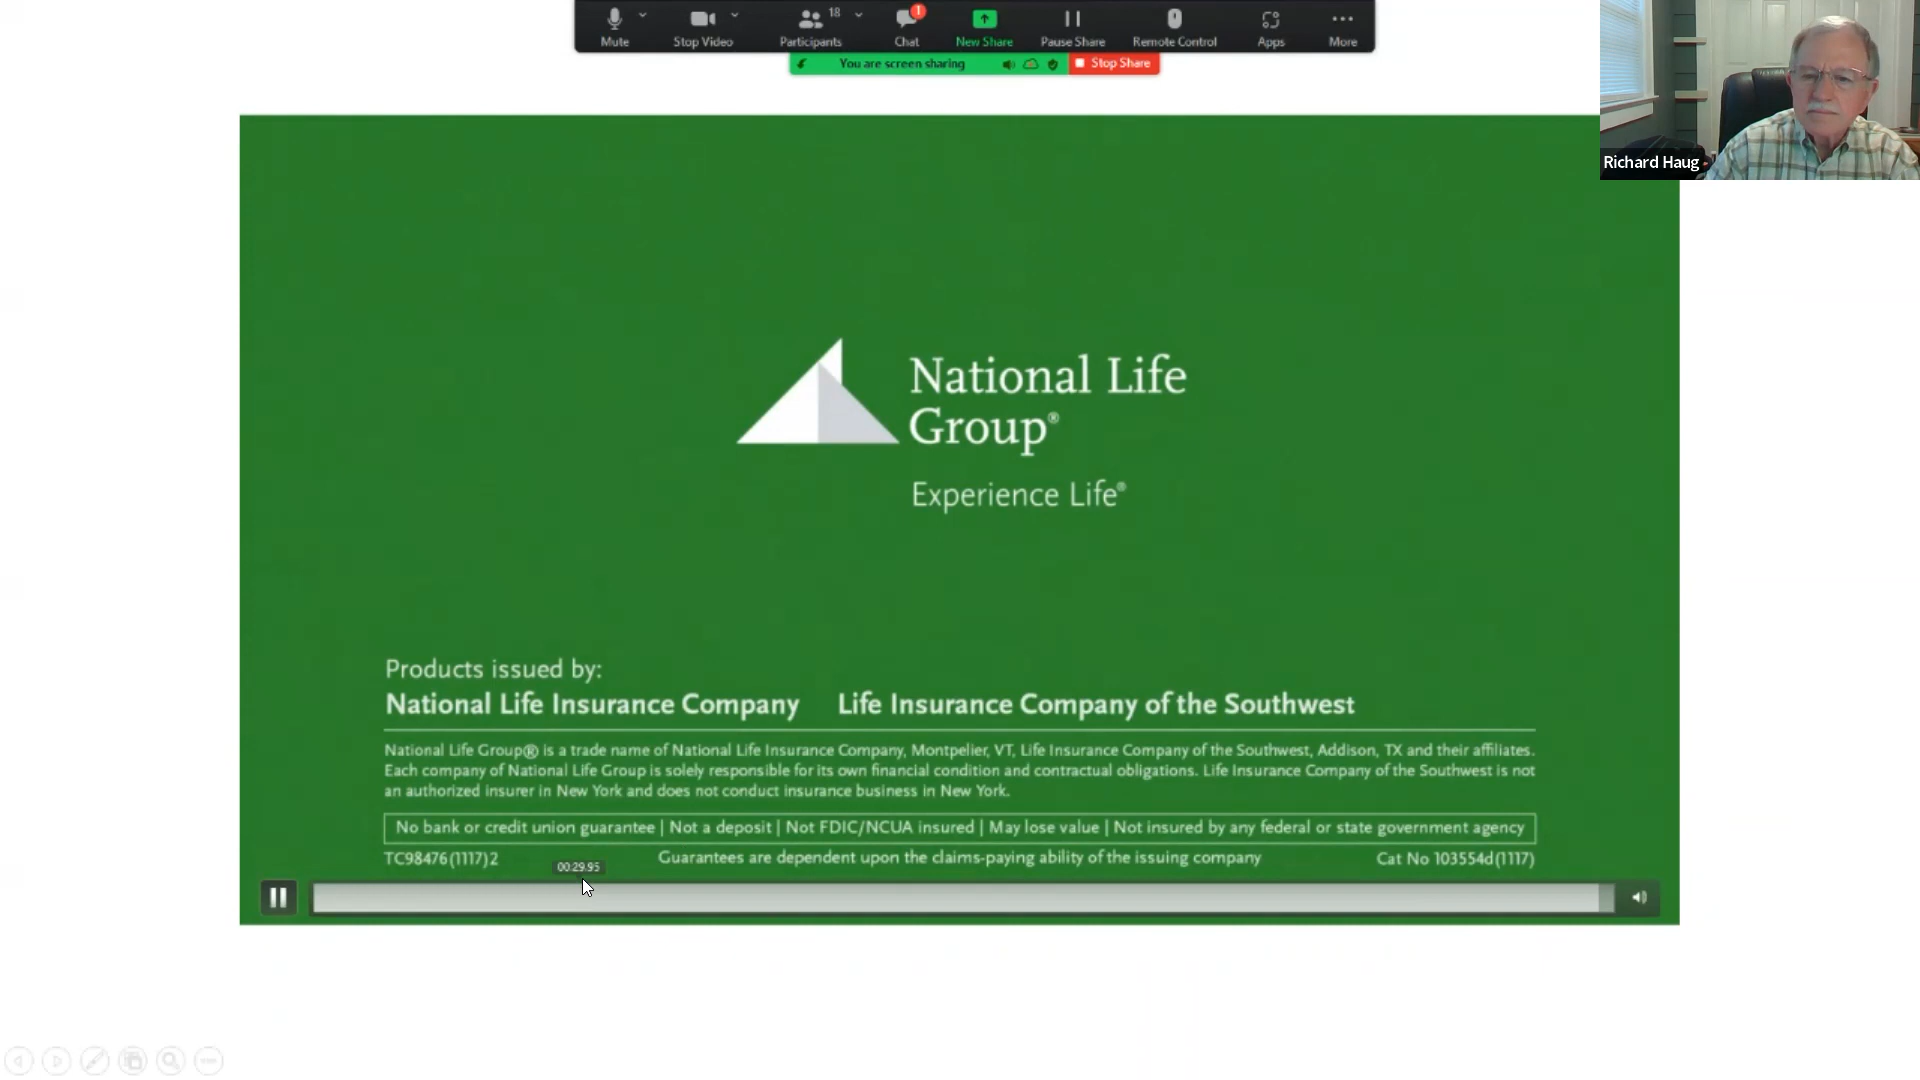 18
1
Mute
Stop Video
Participants
Chat
New Share
Pause Share
Remote Control
Apps
More
You are screen sharing
Stop Share
Richard Haug
National Life
Group®
Experience Life®
Products issued by:
National Life Insurance Company Life Insurance Company of the Southwest
National Life Group® is a trade name of National Life Insurance Company, Montpelier, VT, Life Insurance Company of the Southwest, Addison, TX and their affiliates.
Each company of National Life Group is solely responsible for its own financial condition and contractual obligations. Life Insurance Company of the Southwest is not
an authorized insurer in New York and does not conduct insurance business in New York.
No bank or credit union guarantee | Not a deposit | Not FDIC/NCUA insured | May lose value | Not insured by any federal or state government agency
TC98476(1117)2 Guarantees are dependent upon the claims-paying ability of the issuing company Cat No 103554d(1117)
00:29.95